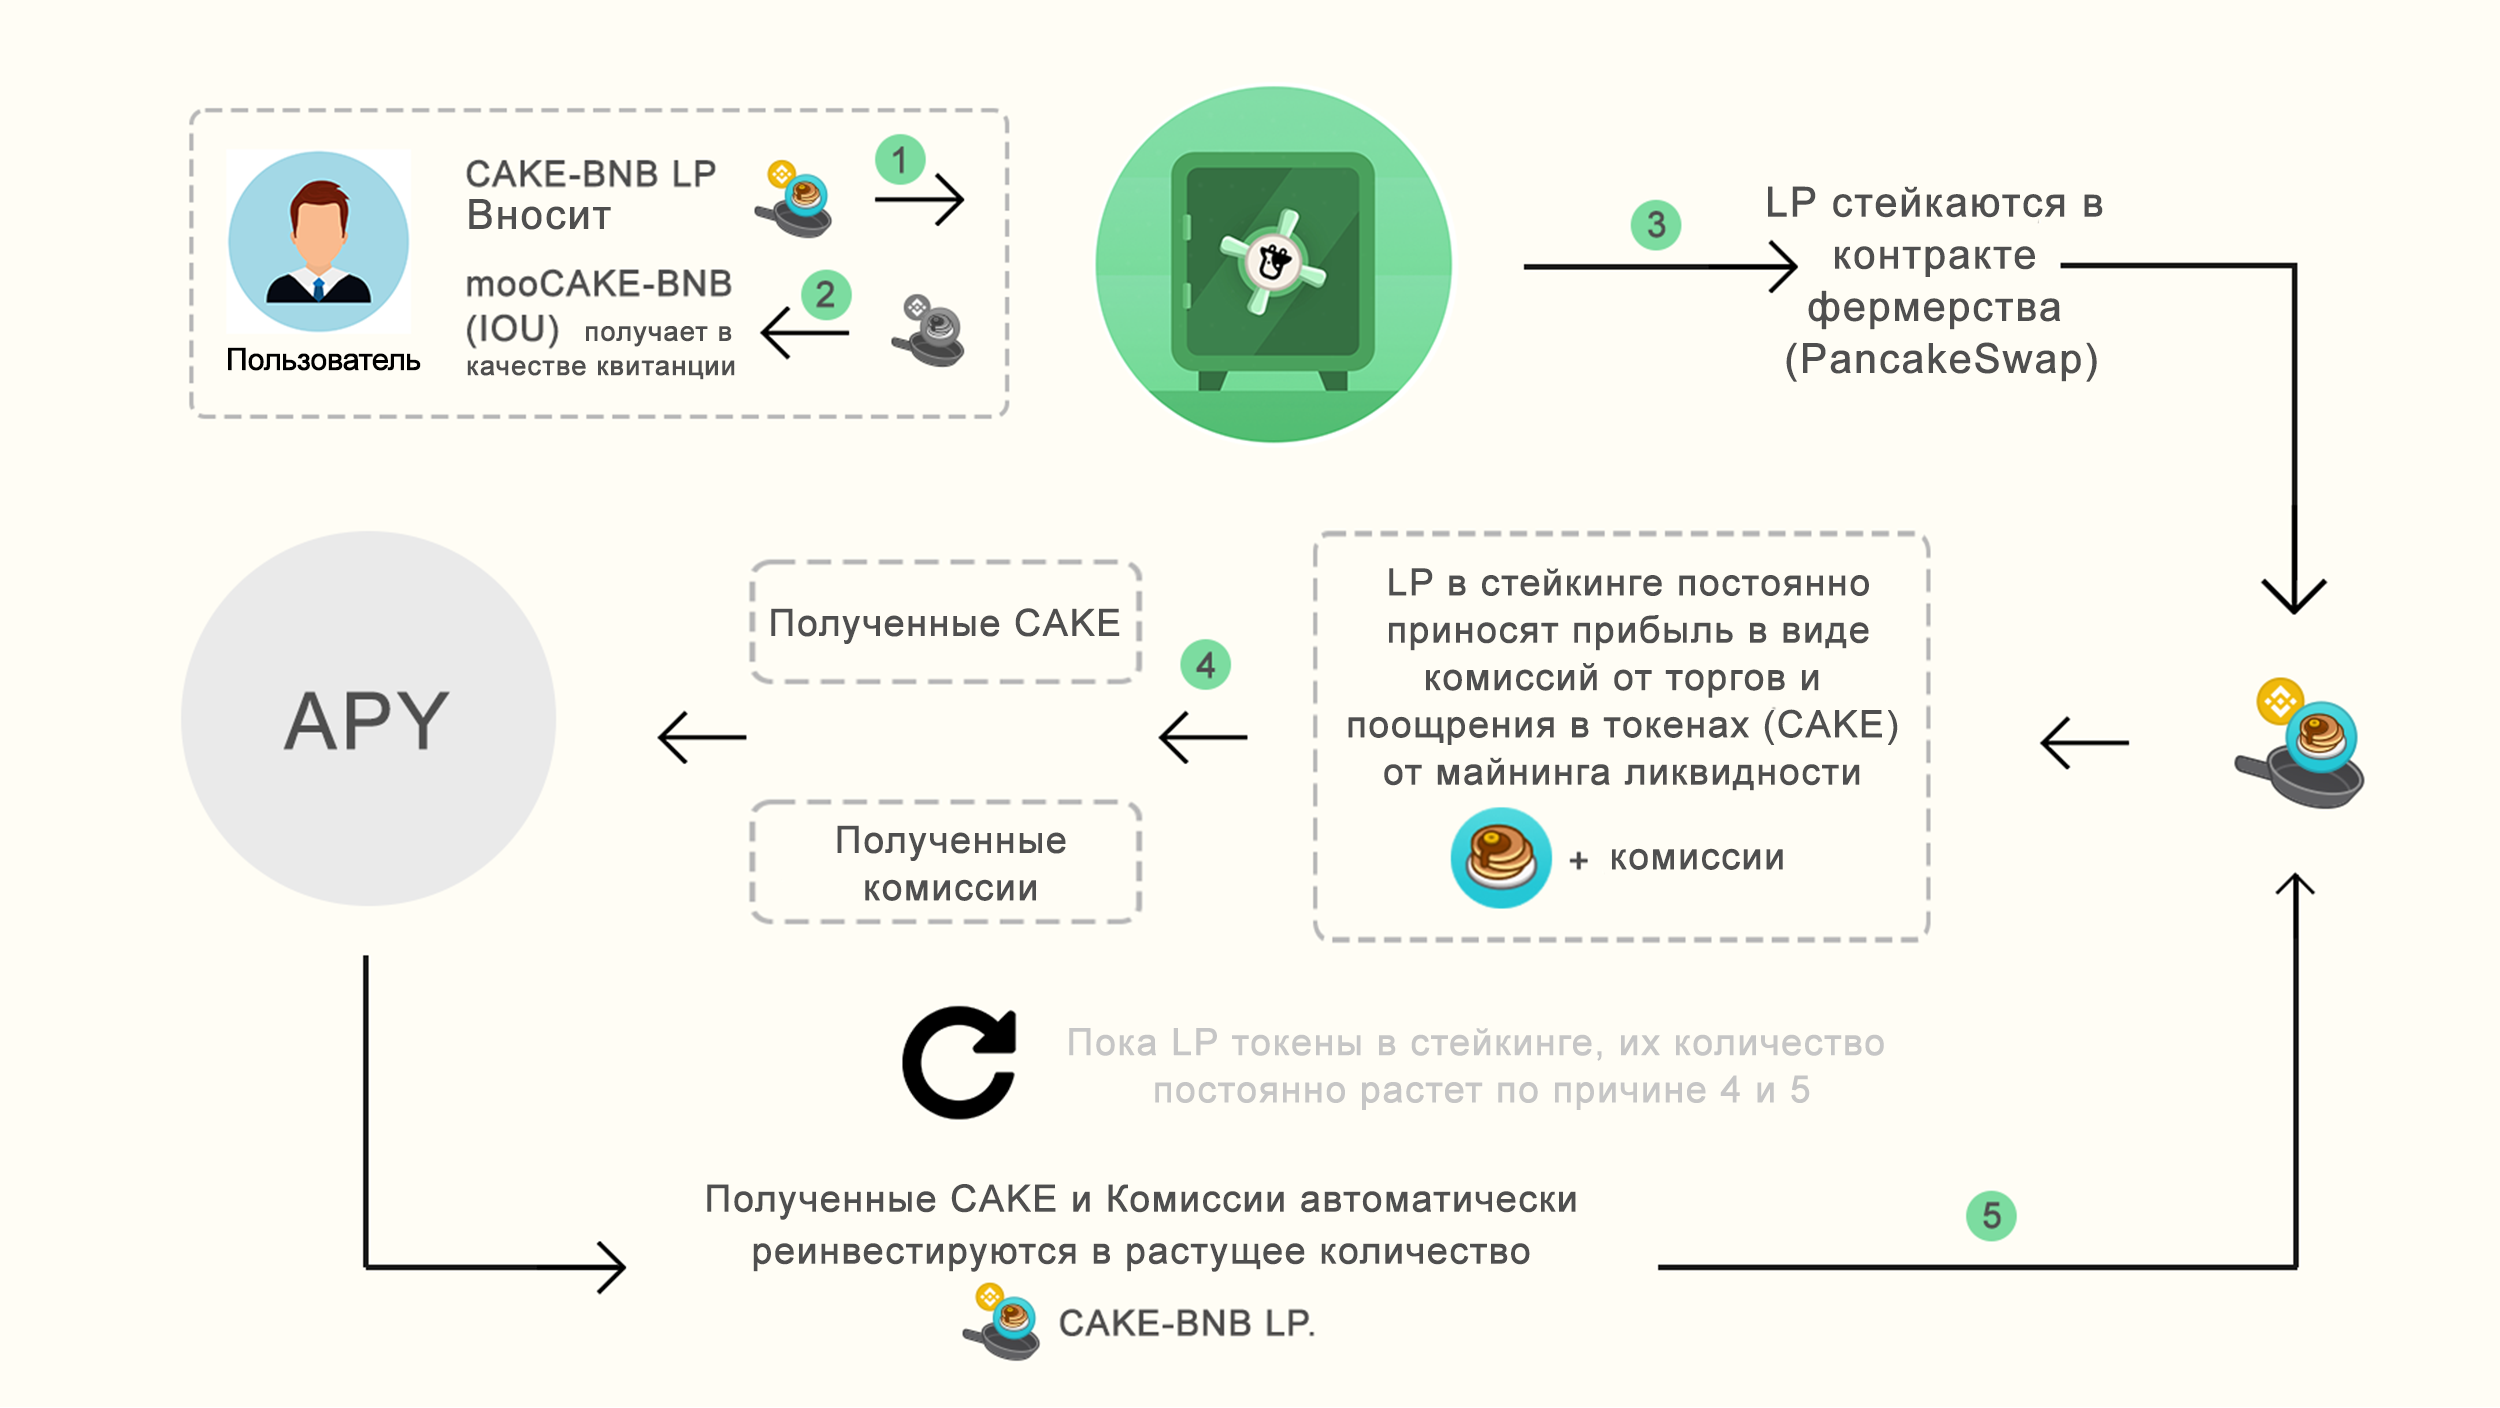 CAKE-BNB LP
Вносит
1
mooCAKE-BNB
(IOU) получает в
качестве квитанции
2
Пользователь
3
LP стейкаются в
контракте
фермерства
(PancakeSwap)
LP в стейкинге постоянно
приносят прибыль в виде
комиссий от торгов и
поощрения в токенах (CAKE)
от майнинга ликвидности
+ комиссии
4
Полученные CAKE
Полученные
комиссии
APY
Пока LP токены в стейкинге, их количество
постоянно растет по причине 4 и 5
Полученные CAKE и Комиссии автоматически
реинвестируются в растущее количество
CAKE-BNB LP.
5